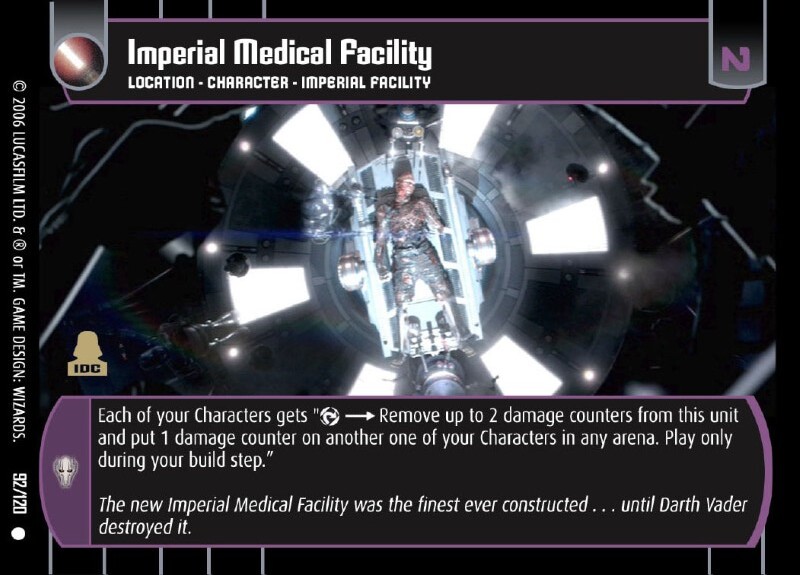 Imperial Medical Facility
LOCATION - CHARACTER - IMPERIAL FACILITY
2
© 2006 LUCASFILM LTD. & ® or TM. GAME DESIGN: WIZARDS.
92/120
IDC
Each of your Characters gets " → Remove up to 2 damage counters from this unit
and put 1 damage counter on another one of your Characters in any arena. Play only
during your build step."
The new Imperial Medical Facility was the finest ever constructed . . . until Darth Vader
destroyed it.